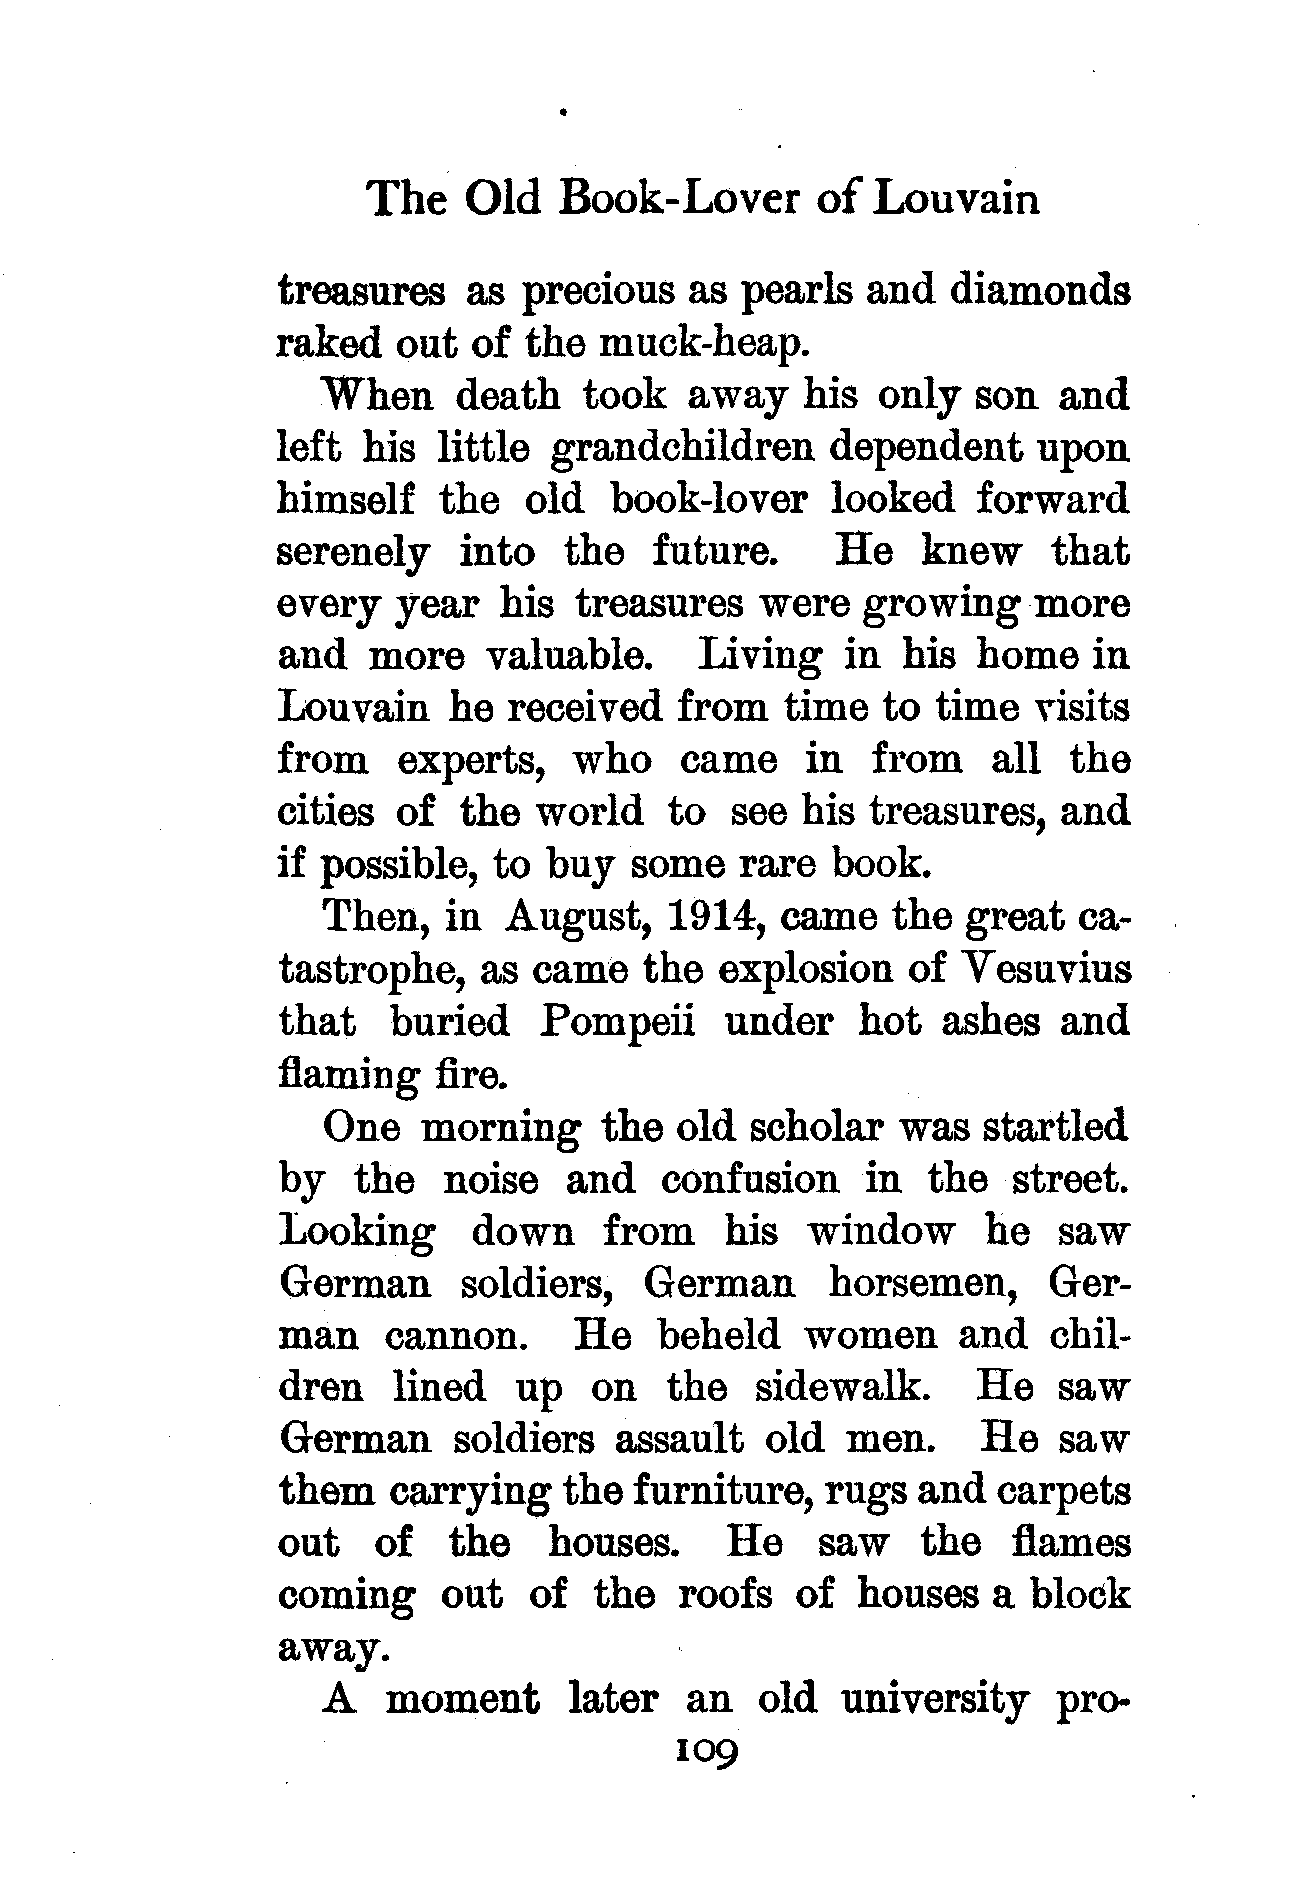 The Old Book-Lover of Louvain
treasures as precious as pearls and diamonds
raked out of the muck-heap.
When death took away his only son and
left his little grandchildren dependent upon
himself the old book-lover looked forward
serenely into the future. He knew that
every year his treasures were growing more
and more valuable. Living in his home in
Louvain he received from time to time visits
from experts, who came in from all the
cities of the world to see his treasures, and
if possible, to buy some rare book.
Then, in August, 1914, came the great ca-
tastrophe, as came the explosion of Vesuvius
that buried Pompeii under hot ashes and
flaming fire.
One morning the old scholar was startled
by the noise and confusion in the street.
Looking down from his window he saw
German soldiers, German horsemen, Ger-
man cannon. He beheld women and chil-
dren lined up on the sidewalk. He saw
German soldiers assault old men. He saw
them carrying the furniture, rugs and carpets
out of the houses. He saw the flames
coming out of the roofs of houses a block
away.
A moment later an old university pro-
109